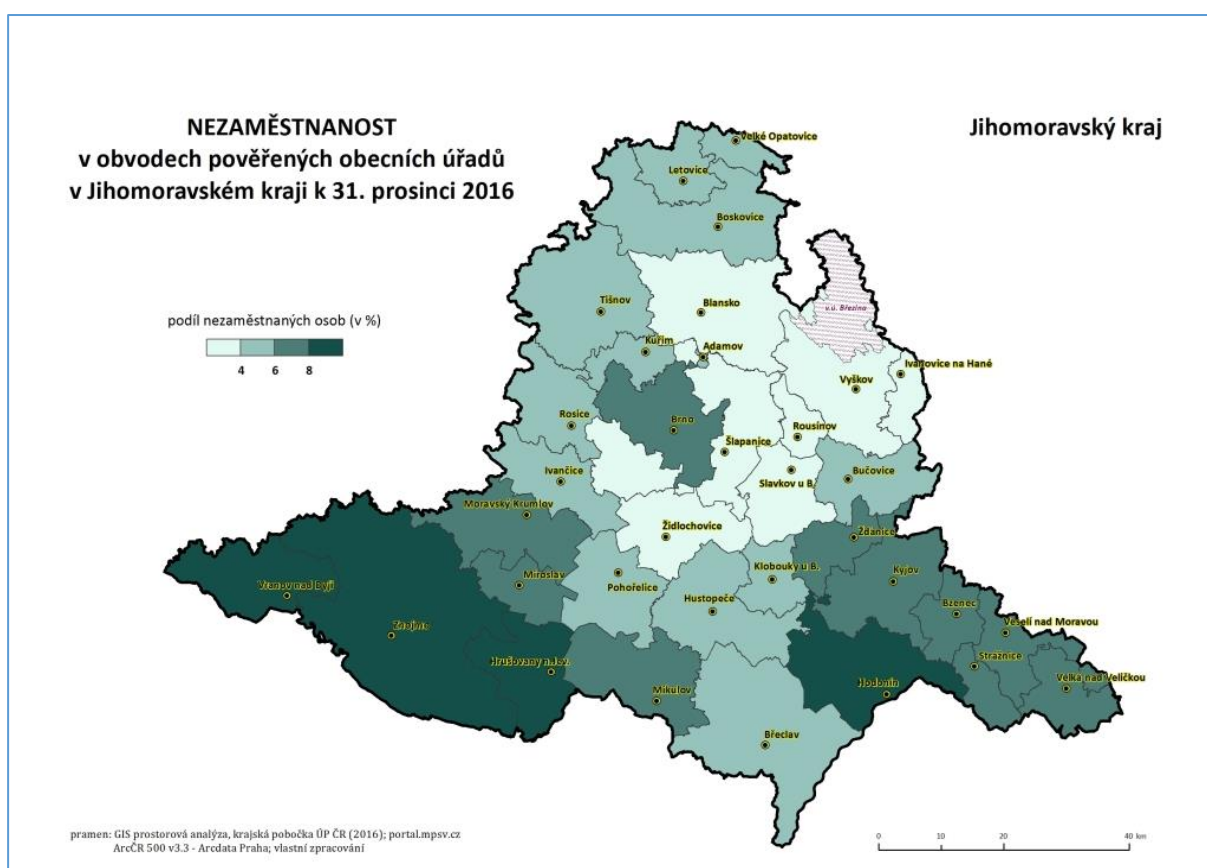 NEZAMĚSTNANOST
v obvodech pověřených obecních úřadů
v Jihomoravském kraji k 31. prosinci 2016
Jihomoravský kraj
podíl nezaměstnaných osob (v %)
4 6 8
Velké Opatovice
Letovice
Boskovice
Tišnov
Blansko
v.ú. Březina
Kuřim
Adamov
Ivanovice na Hané
Vyškov
Rosice
Brno
Rousínov
Šlapanice
Ivančice
Slavkov u B.
Bučovice
Moravský Krumlov
Židlochovice
Ždánice
Vranov nad Dyjí
Miroslav
Pohořelice
Klobouky u B.
Kyjov
Hustopeče
Bzenec
Veselí nad Moravou
Znojmo
Strážnice
Hrušovany n.Jev.
Mikulov
Hodonín
Velká nad Veličkou
Břeclav
pramen: GIS prostorová analýza, krajská pobočka ÚP ČR (2016); portal.mpsv.cz
ArcČR 500 v3.3 - Arcdata Praha; vlastní zpracování
0 10 20 40 km